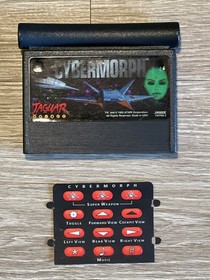 CYBERMORPH
JAGUAR
CYBERMORPH
SUPER WEAPON
TOGGLE FORWARD VIEW COCKPIT VIEW
LEFT VIEW REAR VIEW RIGHT VIEW
MUSIC